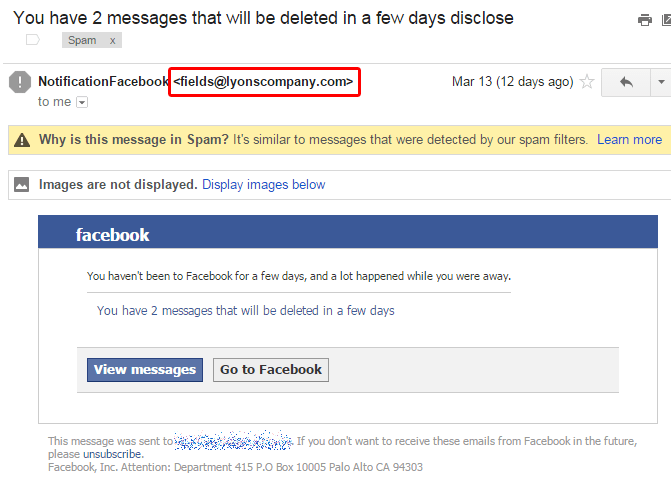 You have 2 messages that will be deleted in a few days disclose
Spam x
NotificationFacebook <fields@lyonscompany.com> Mar 13 (12 days ago)
to me
Why is this message in Spam? It's similar to messages that were detected by our spam filters. Learn more
Images are not displayed. Display images below
facebook
You haven't been to Facebook for a few days, and a lot happened while you were away.
You have 2 messages that will be deleted in a few days
View messages Go to Facebook
This message was sent to . If you don't want to receive these emails from Facebook in the future,
please unsubscribe.
Facebook, Inc. Attention: Department 415 P.O Box 10005 Palo Alto CA 94303